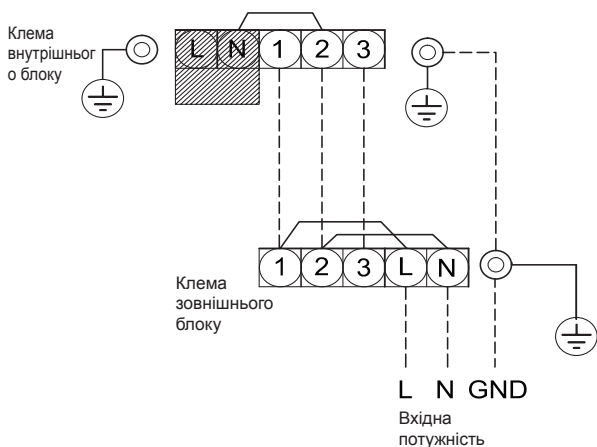 Клема
внутрішньог
о блоку
L N 1 2 3
1 2 3 L N
Клема
зовнішнього
блоку
L N GND
Вхідна
потужність